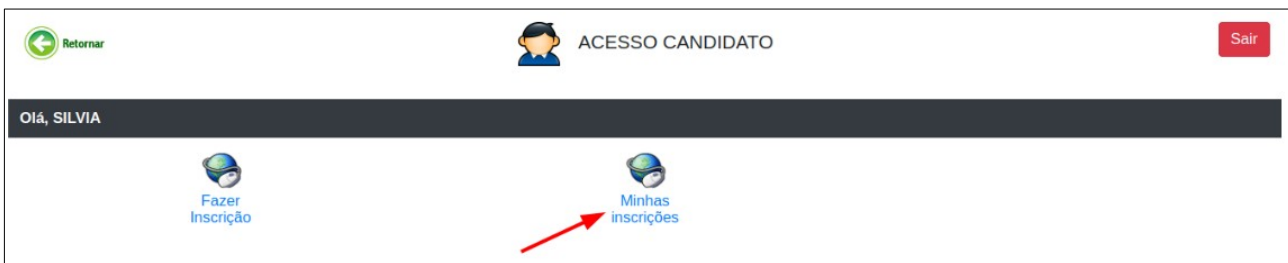 Retornar
ACESSO CANDIDATO
Sair
Olá, SILVIA
Fazer
Inscrição
Minhas
inscrições